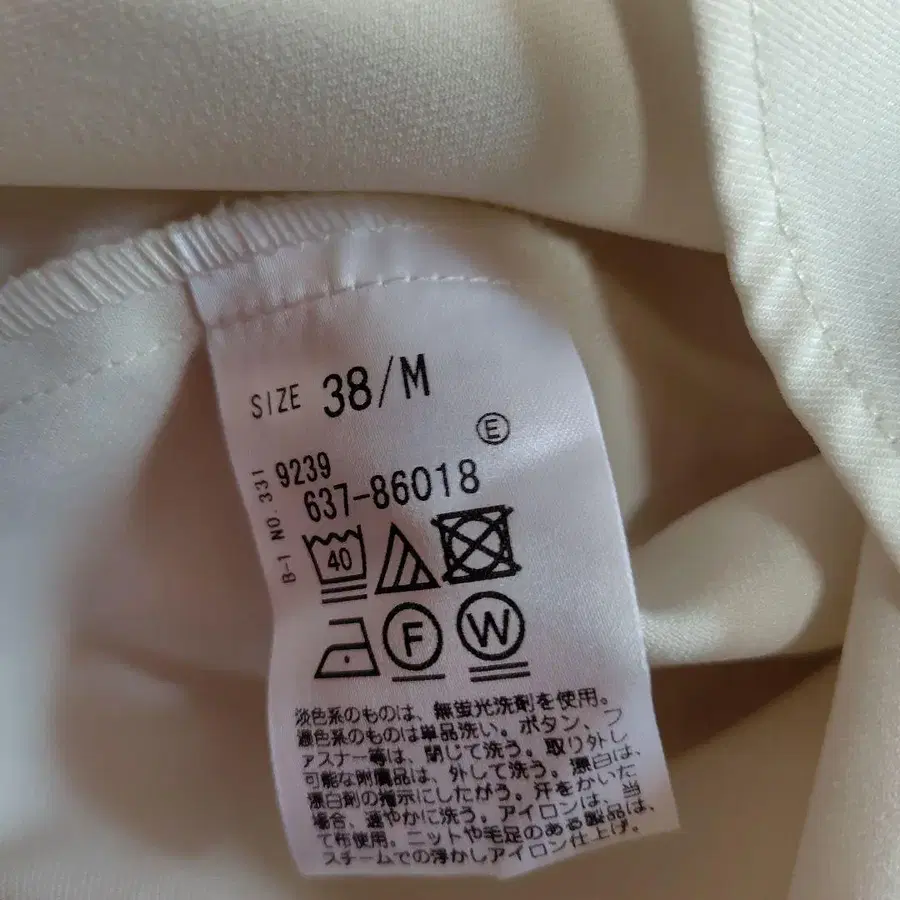 SIZE 38/M
E
B-1 NO. 331
9239
637-86018
40
F
W
淡色系のものは、無蛍光洗剤を使用。
濃色系のものは単品洗い。ボタン、フ
ァスナー等は、閉じて洗う。取り外し
可能な附属品は、外して洗う。漂白は、
漂白剤の指示にしたがう。汗をかいた
場合、速やかに洗う。アイロンは、当
て布使用。ニットや毛足のある製品は、
スチームでの浮かしアイロン仕上げ。